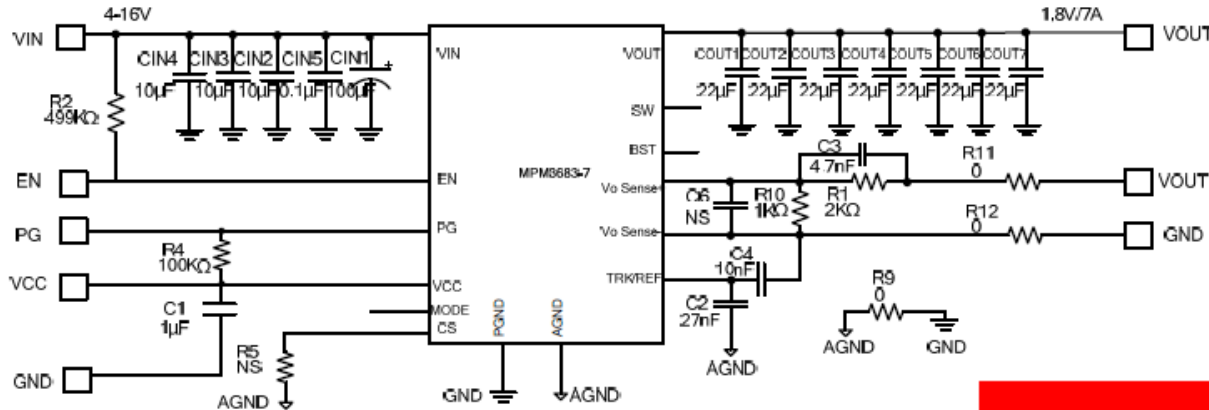 4-16V
1.8V/7A
VIN
VIN
VOUT
VOUT
CIN4
CIN3
CIN2
CIN5
CIN1
+
10µF
10µF
10µF
0.1µF
100µF
COUT1
COUT2
COUT3
COUT4
COUT5
COUT6
COUT7
22µF
22µF
22µF
22µF
22µF
22µF
22µF
R2
499KΩ
SW
BST
MPM3683-7
C3
4.7nF
R11
0
EN
EN
Vo Sense+
VOUT
C6
NS
R10
1KΩ
R1
2KΩ
R12
0
PG
PG
Vo Sense-
GND
R4
100KΩ
C4
10nF
TRK/REF
VCC
VCC
C1
1µF
MODE
CS
PGND
AGND
C2
27nF
R9
0
R5
NS
AGND
GND
AGND
GND
AGND
GND
AGND